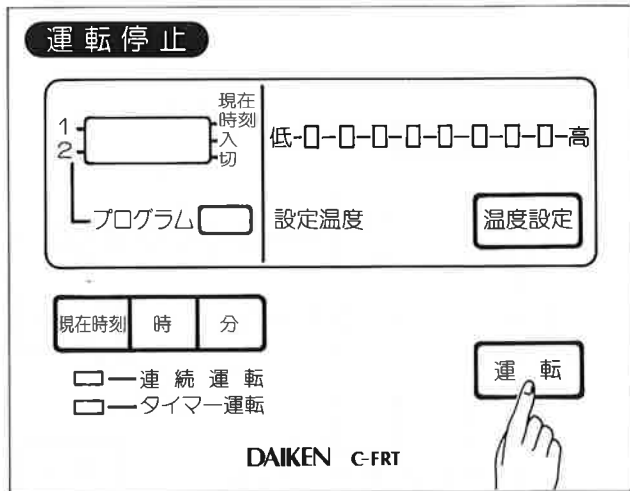 運転停止
現在
時刻
入
切
1
2
プログラム
低 高
設定温度
温度設定
現在時刻 時 分
連続運転
タイマー運転
運転
DAIKEN C-FRT